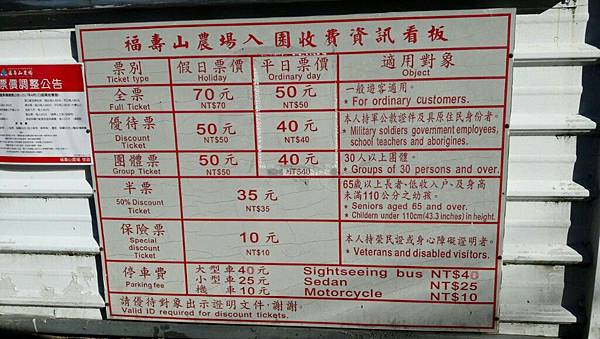 福壽山農場入園收費資訊看板
票別 假日票價 平日票價 適用對象
Ticket type Holiday Ordinary day Object
全票 70元 50元 一般遊客適用。
Full Ticket NT$70 NT$50 * For ordinary customers.
優待票 50元 40元 本人持軍公教證件及具原住民身份者。
Discount Ticket NT$50 NT$40 * Military soldiers government employees, school teachers and aborigines.
團體票 50元 40元 30人以上團體。
Group Ticket NT$50 NT$40 * Groups of 30 persons and over.
半票 35元 65歲以上長者、低收入戶、及身高未滿110公分之幼孩。
50% Discount Ticket NT$35 * Seniors aged 65 and over.
* Childern under 110cm(43.3 inches) in height.
保險票 10元 本人持榮民證或身心障礙證明者。
Special discount Ticket NT$10 * Veterans and disabled visitors.
停車費 大型車40元 Sightseeing bus NT$40
Parking fee 小型車25元 Sedan NT$25
機車10元 Motorcycle NT$10
請優待對象出示證明文件，謝謝。
Valid ID required for discount tickets.
福壽山農場
票價調整公告